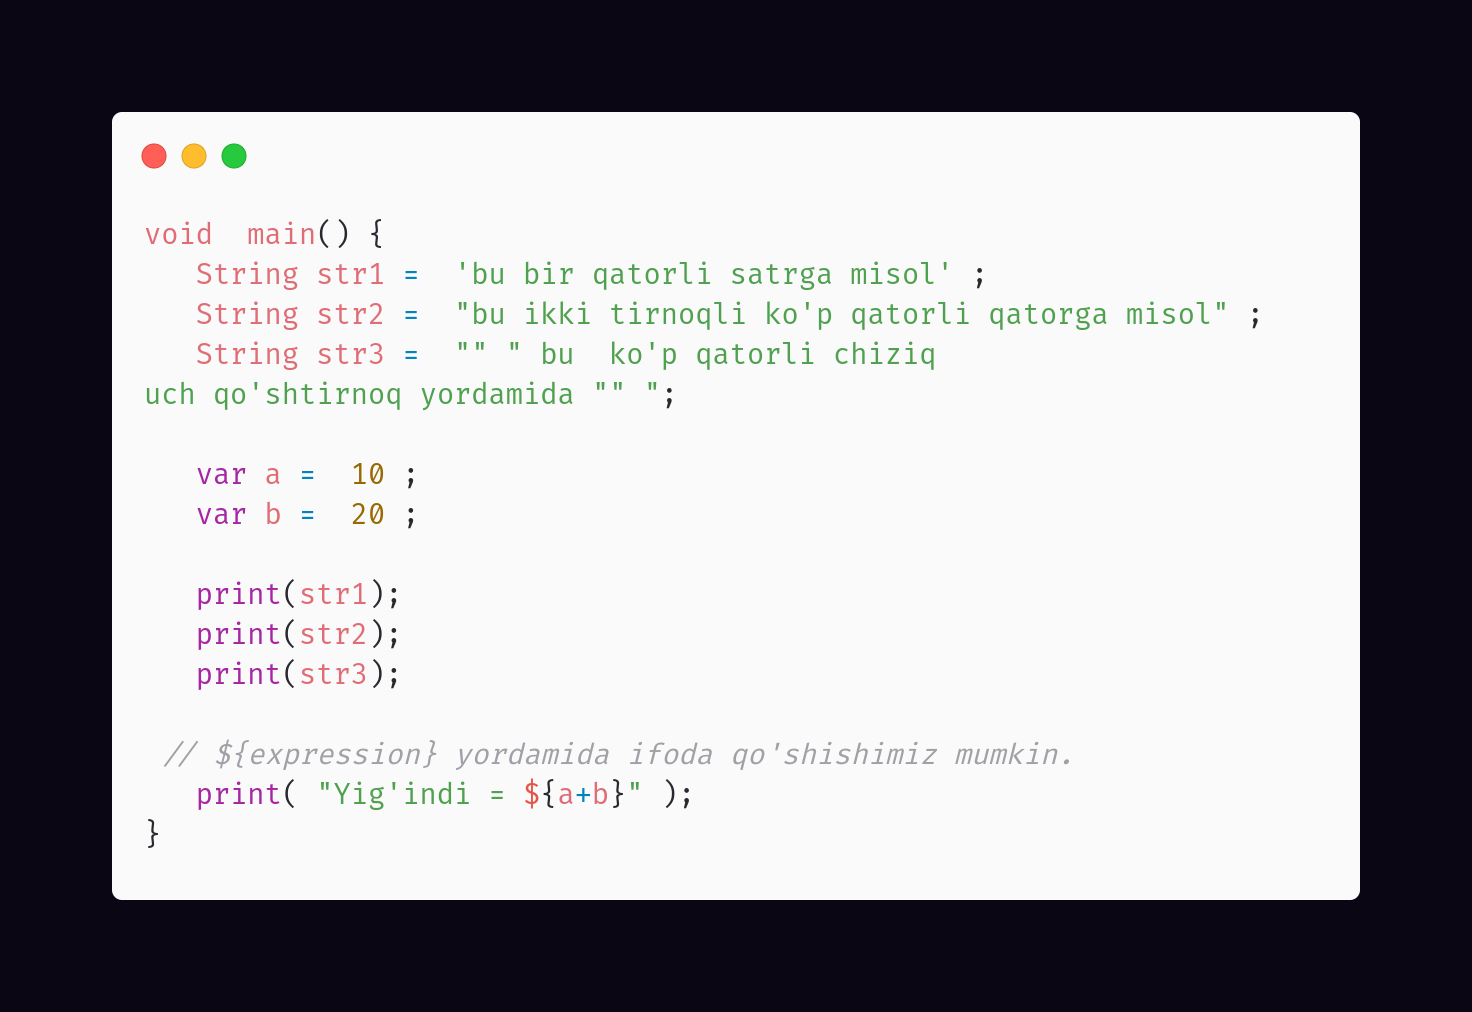 void  main() {
   String str1 =  'bu bir qatorli satrga misol' ;
   String str2 =  "bu ikki tirnoqli ko'p qatorli qatorga misol" ;
   String str3 =  "" " bu  ko'p qatorli chiziq
uch qo'shtirnoq yordamida "" ";
   var a =  10 ;
   var b =  20 ;
   print(str1);
   print(str2);
   print(str3);
 // ${expression} yordamida ifoda qo'shishimiz mumkin.
   print( "Yig'indi = ${a+b}" );
}